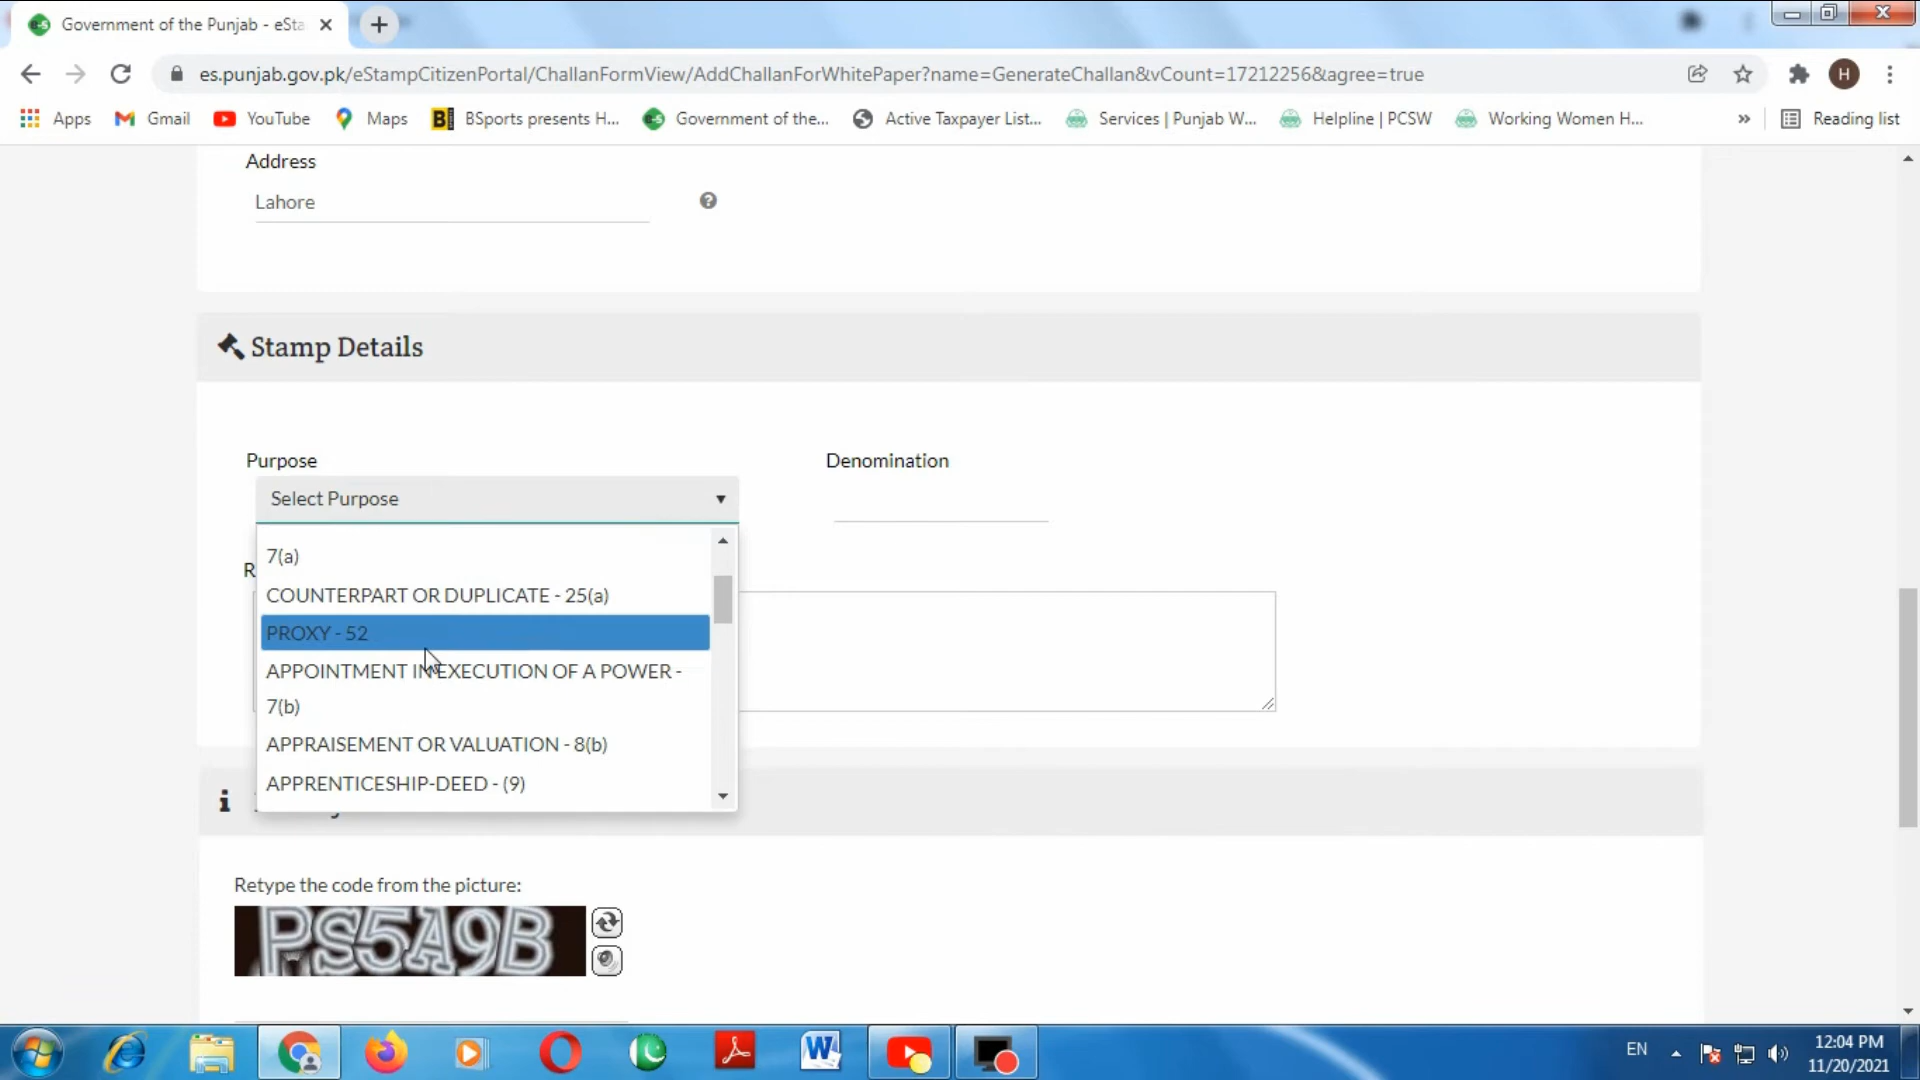 Government of the Punjab - eSta
es.punjab.gov.pk/eStampCitizenPortal/ChallanFormView/AddChallanForWhitePaper?name=GenerateChallan&vCount=17212256&agree=true
H
Apps
Gmail
YouTube
Maps
BSports presents H...
Government of the...
Active Taxpayer List...
Services | Punjab W...
Helpline | PCSW
Working Women H...
»
Reading list
Address
Lahore
Stamp Details
Purpose
Denomination
Select Purpose
7(a)
R
COUNTERPART OR DUPLICATE - 25(a)
PROXY - 52
APPOINTMENT IN EXECUTION OF A POWER -
7(b)
APPRAISEMENT OR VALUATION - 8(b)
APPRENTICESHIP-DEED - (9)
Retype the code from the picture:
PS5A9B
EN
12:04 PM
11/20/2021